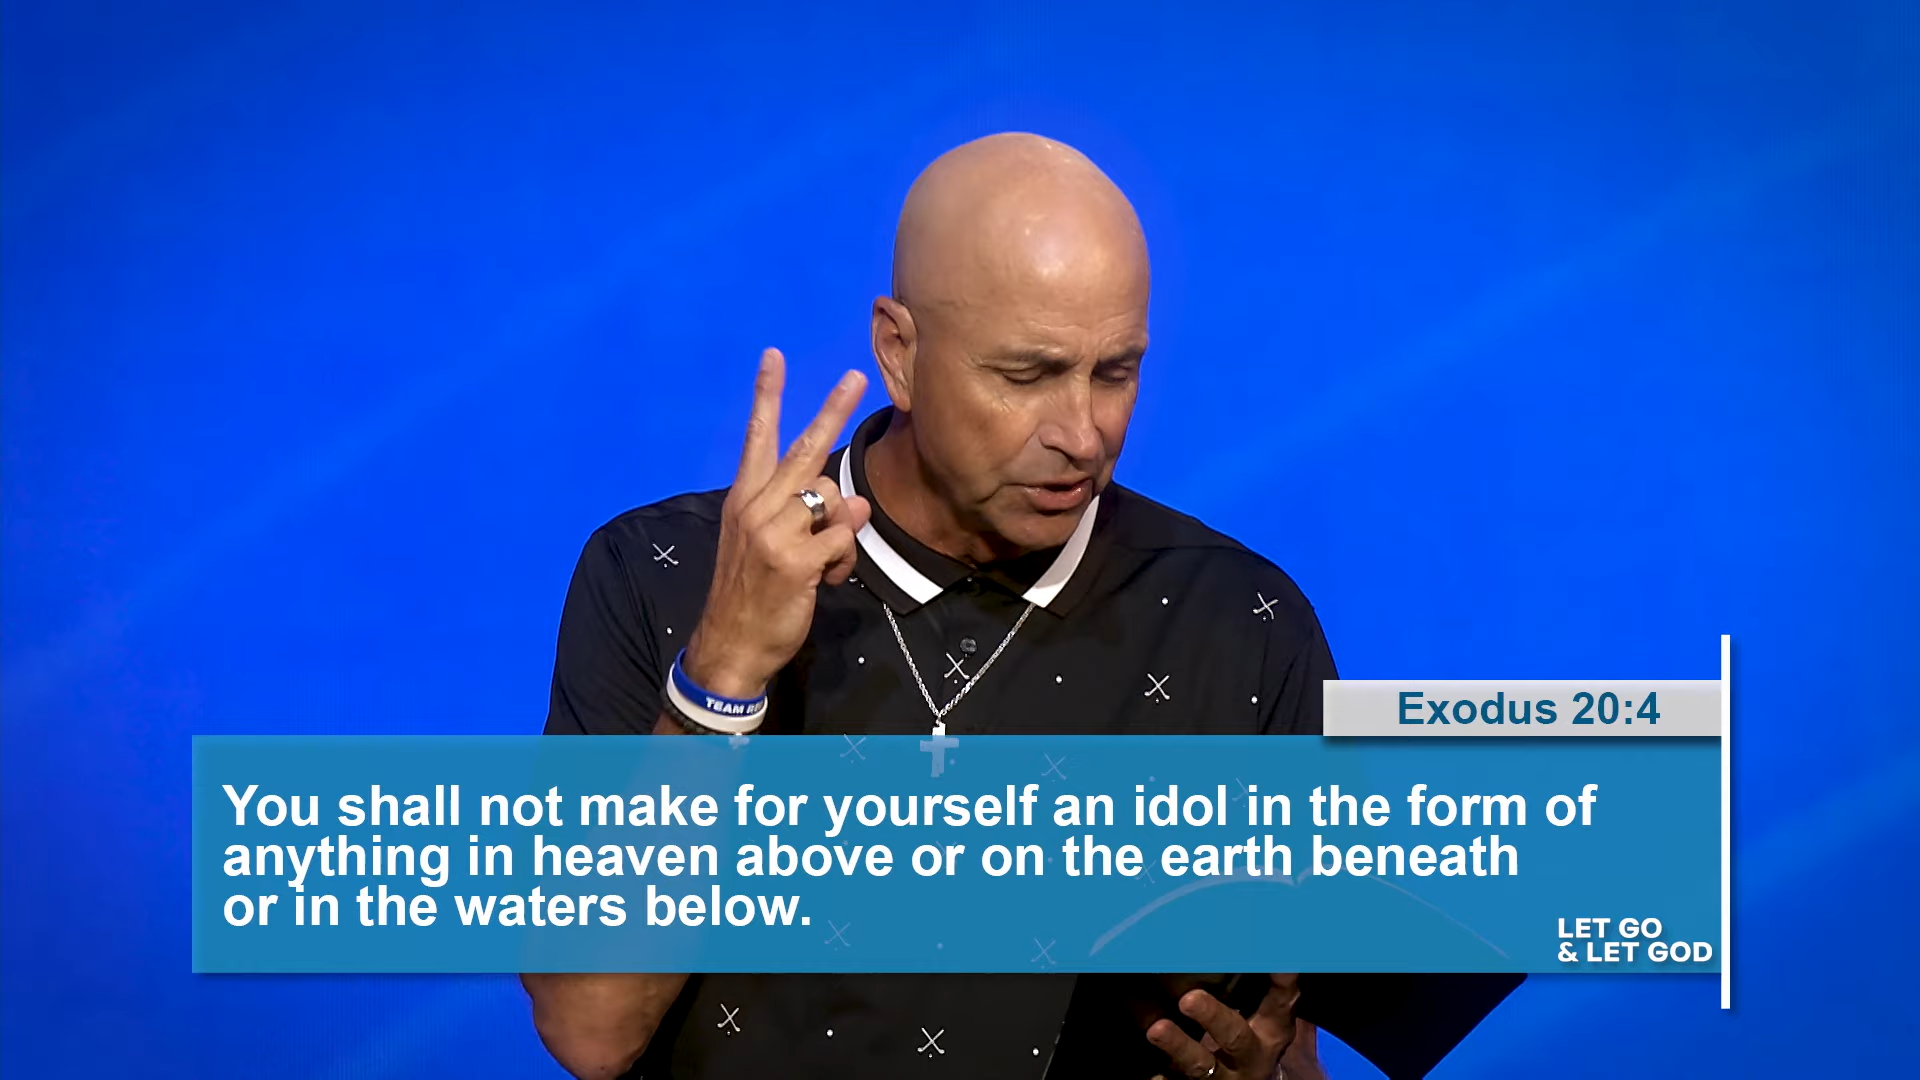 TEAM
Exodus 20:4
You shall not make for yourself an idol in the form of
anything in heaven above or on the earth beneath
or in the waters below.
LET GO
& LET GOD